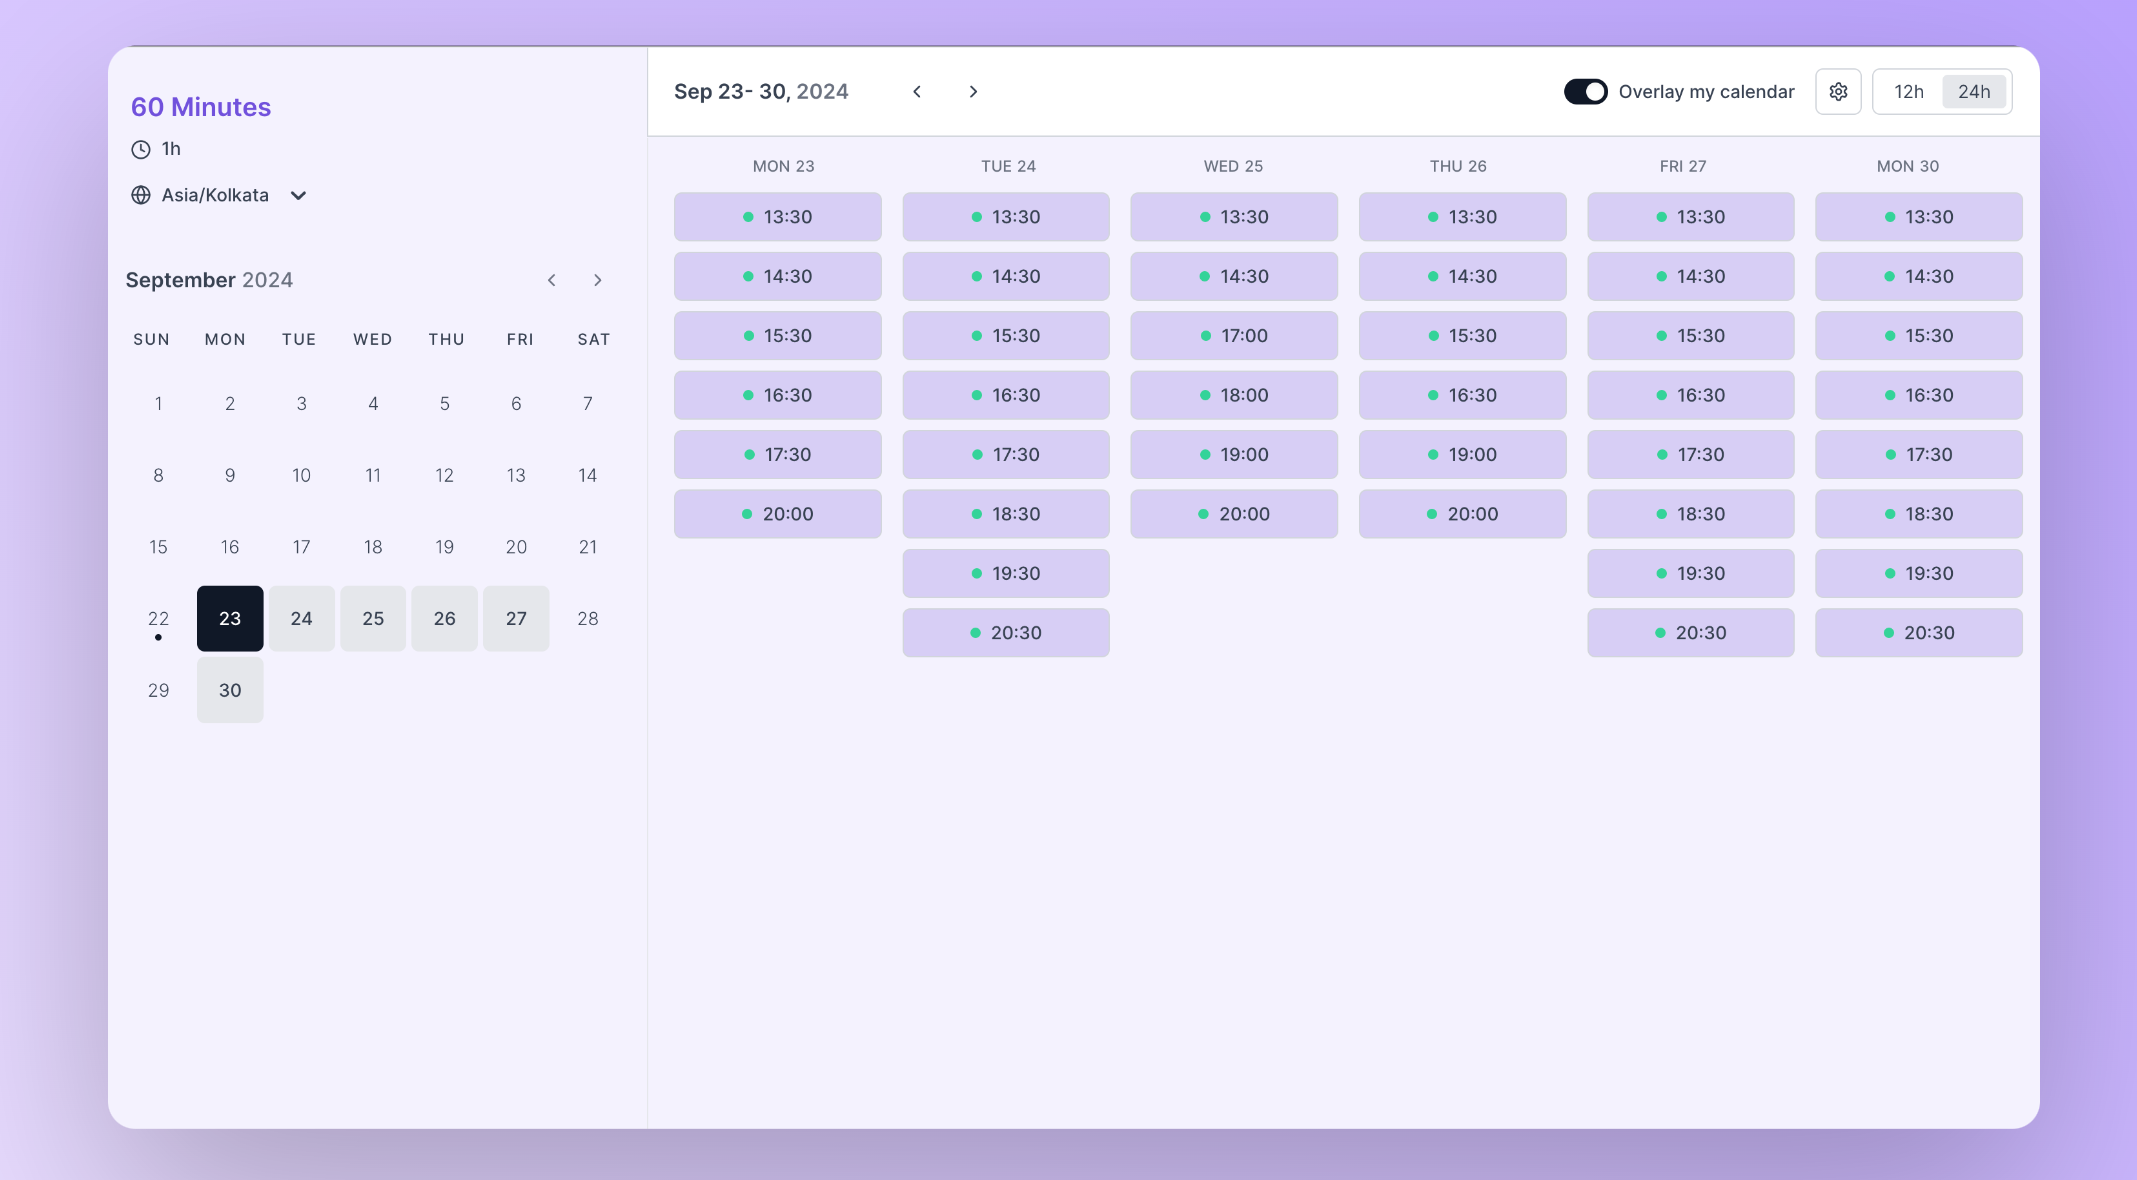 60 Minutes
1h
Asia/Kolkata
September 2024
SUN MON TUE WED THU FRI SAT
1 2 3 4 5 6 7
8 9 10 11 12 13 14
15 16 17 18 19 20 21
22 23 24 25 26 27 28
29 30
Sep 23- 30, 2024
Overlay my calendar
12h 24h
MON 23 TUE 24 WED 25 THU 26 FRI 27 MON 30
13:30 13:30 13:30 13:30 13:30 13:30
14:30 14:30 14:30 14:30 14:30 14:30
15:30 15:30 17:00 15:30 15:30 15:30
16:30 16:30 18:00 16:30 16:30 16:30
17:30 17:30 19:00 19:00 17:30 17:30
20:00 18:30 20:00 20:00 18:30 18:30
19:30 19:30 19:30
20:30 20:30 20:30